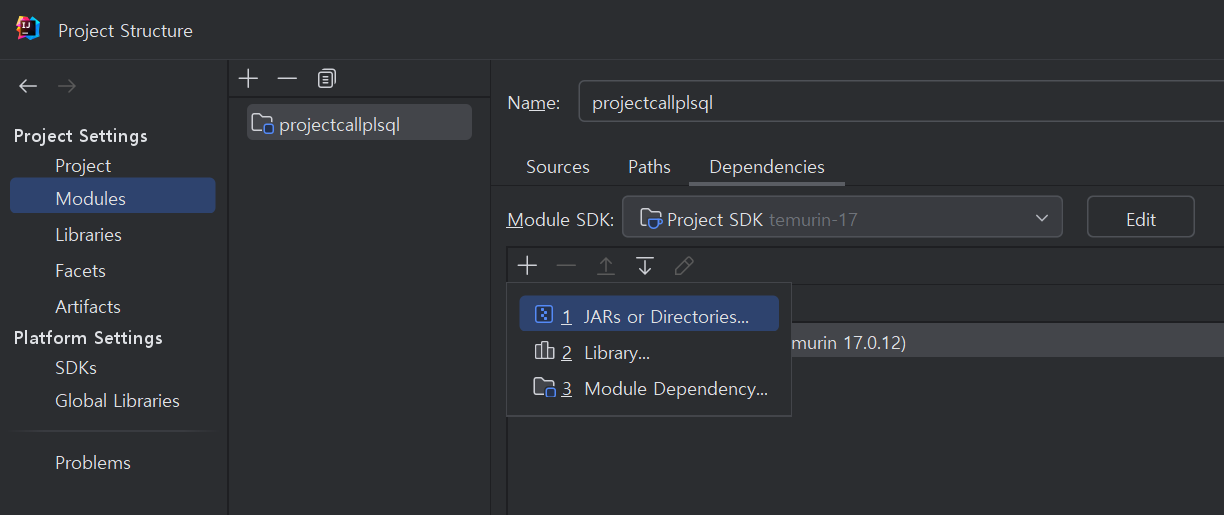 Project Structure
Project Settings
Project
Modules
Libraries
Facets
Artifacts
Platform Settings
SDKs
Global Libraries
Problems
projectcallplsql
Name: projectcallplsql
Sources Paths Dependencies
Module SDK: Project SDK temurin-17 Edit
1 JARs or Directories...
2 Library...
murin 17.0.12)
3 Module Dependency...